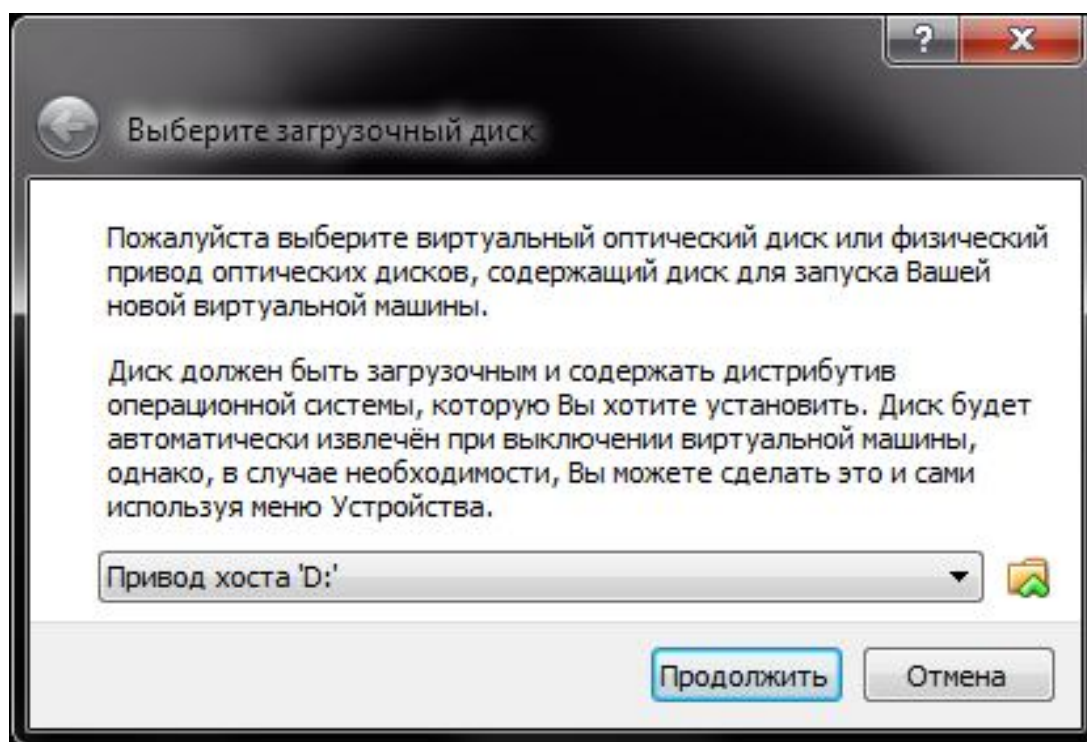 Выберите загрузочный диск
Пожалуйста выберите виртуальный оптический диск или физический
привод оптических дисков, содержащий диск для запуска Вашей
новой виртуальной машины.
Диск должен быть загрузочным и содержать дистрибутив
операционной системы, которую Вы хотите установить. Диск будет
автоматически извлечён при выключении виртуальной машины,
однако, в случае необходимости, Вы можете сделать это и сами
используя меню Устройства.
Привод хоста 'D:'
Продолжить Отмена